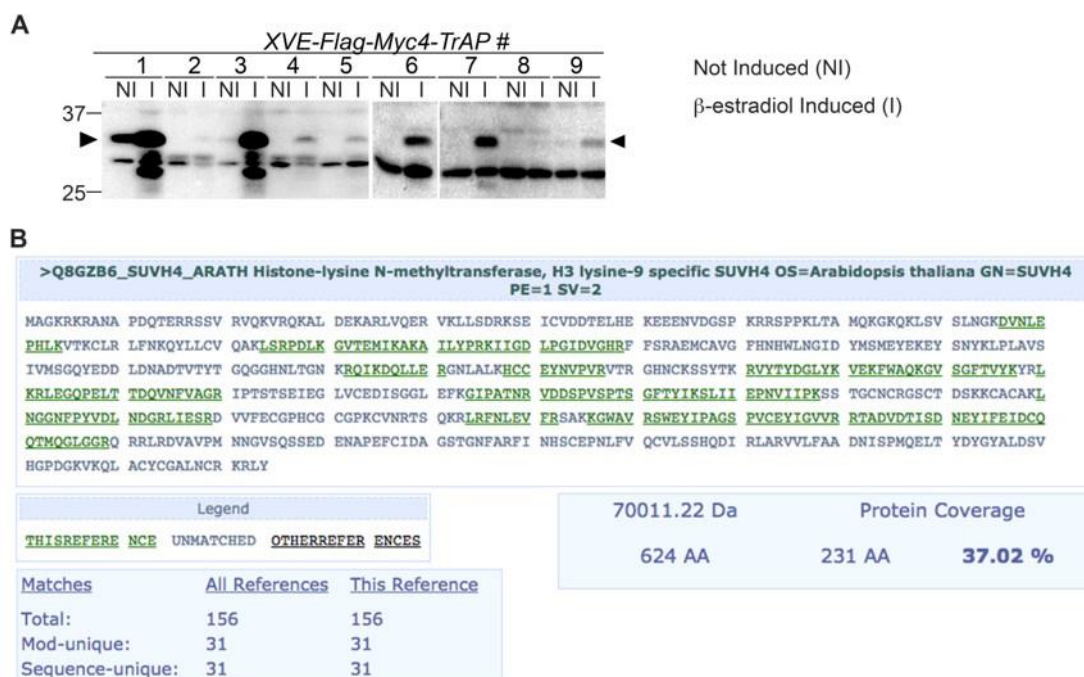 A
XVE-Flag-Myc4-TrAP #
1 2 3 4 5 6 7 8 9
NI I NI I NI I NI I NI I NI I NI I NI I NI I
37
25
Not Induced (NI)
β-estradiol Induced (I)
B
>Q8GZB6_SUVH4_ARATH Histone-lysine N-methyltransferase, H3 lysine-9 specific SUVH4 OS=Arabidopsis thaliana GN=SUVH4
PE=1 SV=2
MAGKRKRANA PDQTERRSSV RVQKVRQKAL DEKARLVQER VKLLSDRKSE ICVDDTELHE KEEENVDGSP KRRSPPKLTA MQKGKQKLSV SLNGKDVNLE
PHLKVTKCLR LFNKQYLLCV QAKLSRPDLK GVTEMIKAKA ILYPRKIIGD LPGIDVGHRF FSRAEMCAVG FHNHWLNGID YMSMEYEKEY SNYKLPLAVS
IVMSGQYEDD LDNADTVTYT GQGGHNLTGN KRQIKDQLLE RGNLALKHCC EYNVPVRVTR GHNCKSSYTK RVYTYDGLYK VEKFWAQKGV SGFTVYKYRL
KRLEGQPELT TDQVNFVAGR IPTSTSEIEG LVCEDISGGL EFKGIPATNR VDDSPVSPTS GFTYIKSLII EPNVIIPKSS TGCNCRGSCT DSKKCACAKL
NGGNFPYVDL NDGRLIESRD VVFECGPHCG CGPKCVNRTS QKRLRFNLEV FRSAKKGWAV RSWEYIPAGS PVCEYIGVVR RTADVDTISD NEYIFEIDCQ
QTMQGLGGRQ RRLRDVAVPM NNGVSQSSED ENAPEFCIDA GSTGNFARFI NHSCEPNLFV QCVLSSHQDI RLARVVLFAA DNISPMQELT YDYGYALDSV
HGPDGKVKQL ACYCGALNCR KRLY
Legend
THISREFERE NCE UNMATCHED OTHERREFER ENCES
70011.22 Da Protein Coverage
624 AA 231 AA 37.02 %
Matches All References This Reference
Total: 156 156
Mod-unique: 31 31
Sequence-unique: 31 31